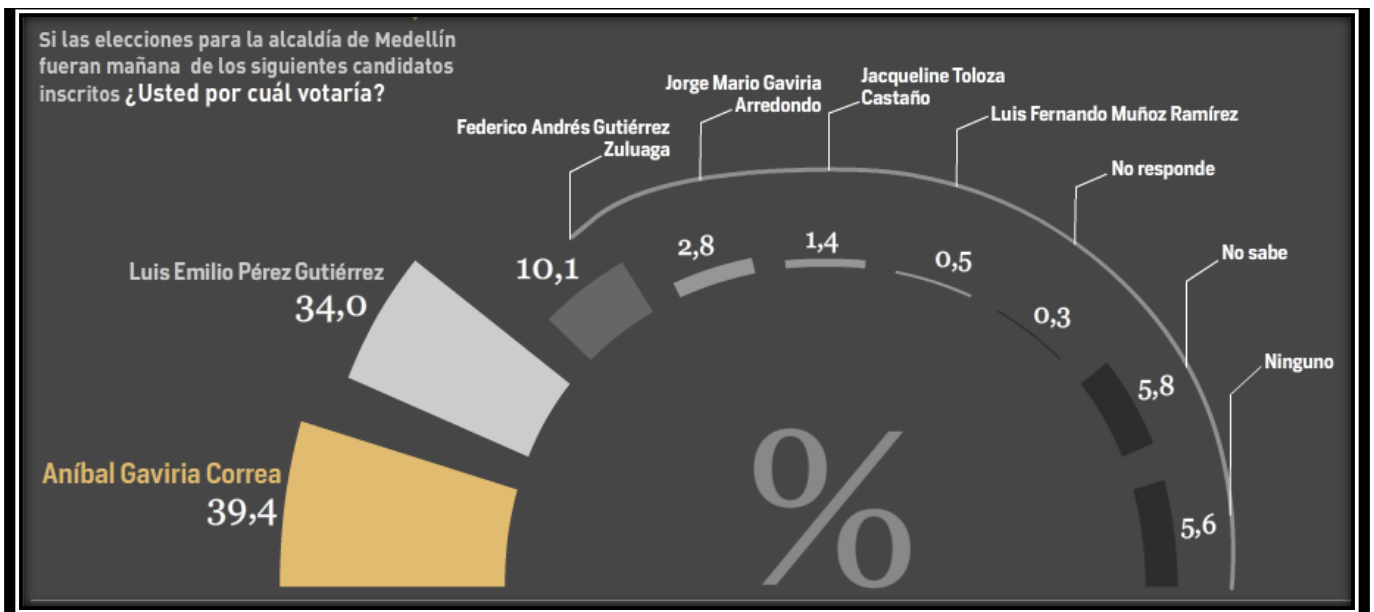 Si las elecciones para la alcaldía de Medellín
fueran mañana de los siguientes candidatos
inscritos ¿Usted por cuál votaría?
Aníbal Gaviria Correa
39,4
Luis Emilio Pérez Gutiérrez
34,0
Federico Andrés Gutiérrez
Zuluaga
10,1
Jorge Mario Gaviria
Arredondo
2,8
Jacqueline Toloza
Castaño
1,4
Luis Fernando Muñoz Ramírez
0,5
No responde
0,3
No sabe
5,8
Ninguno
5,6
%